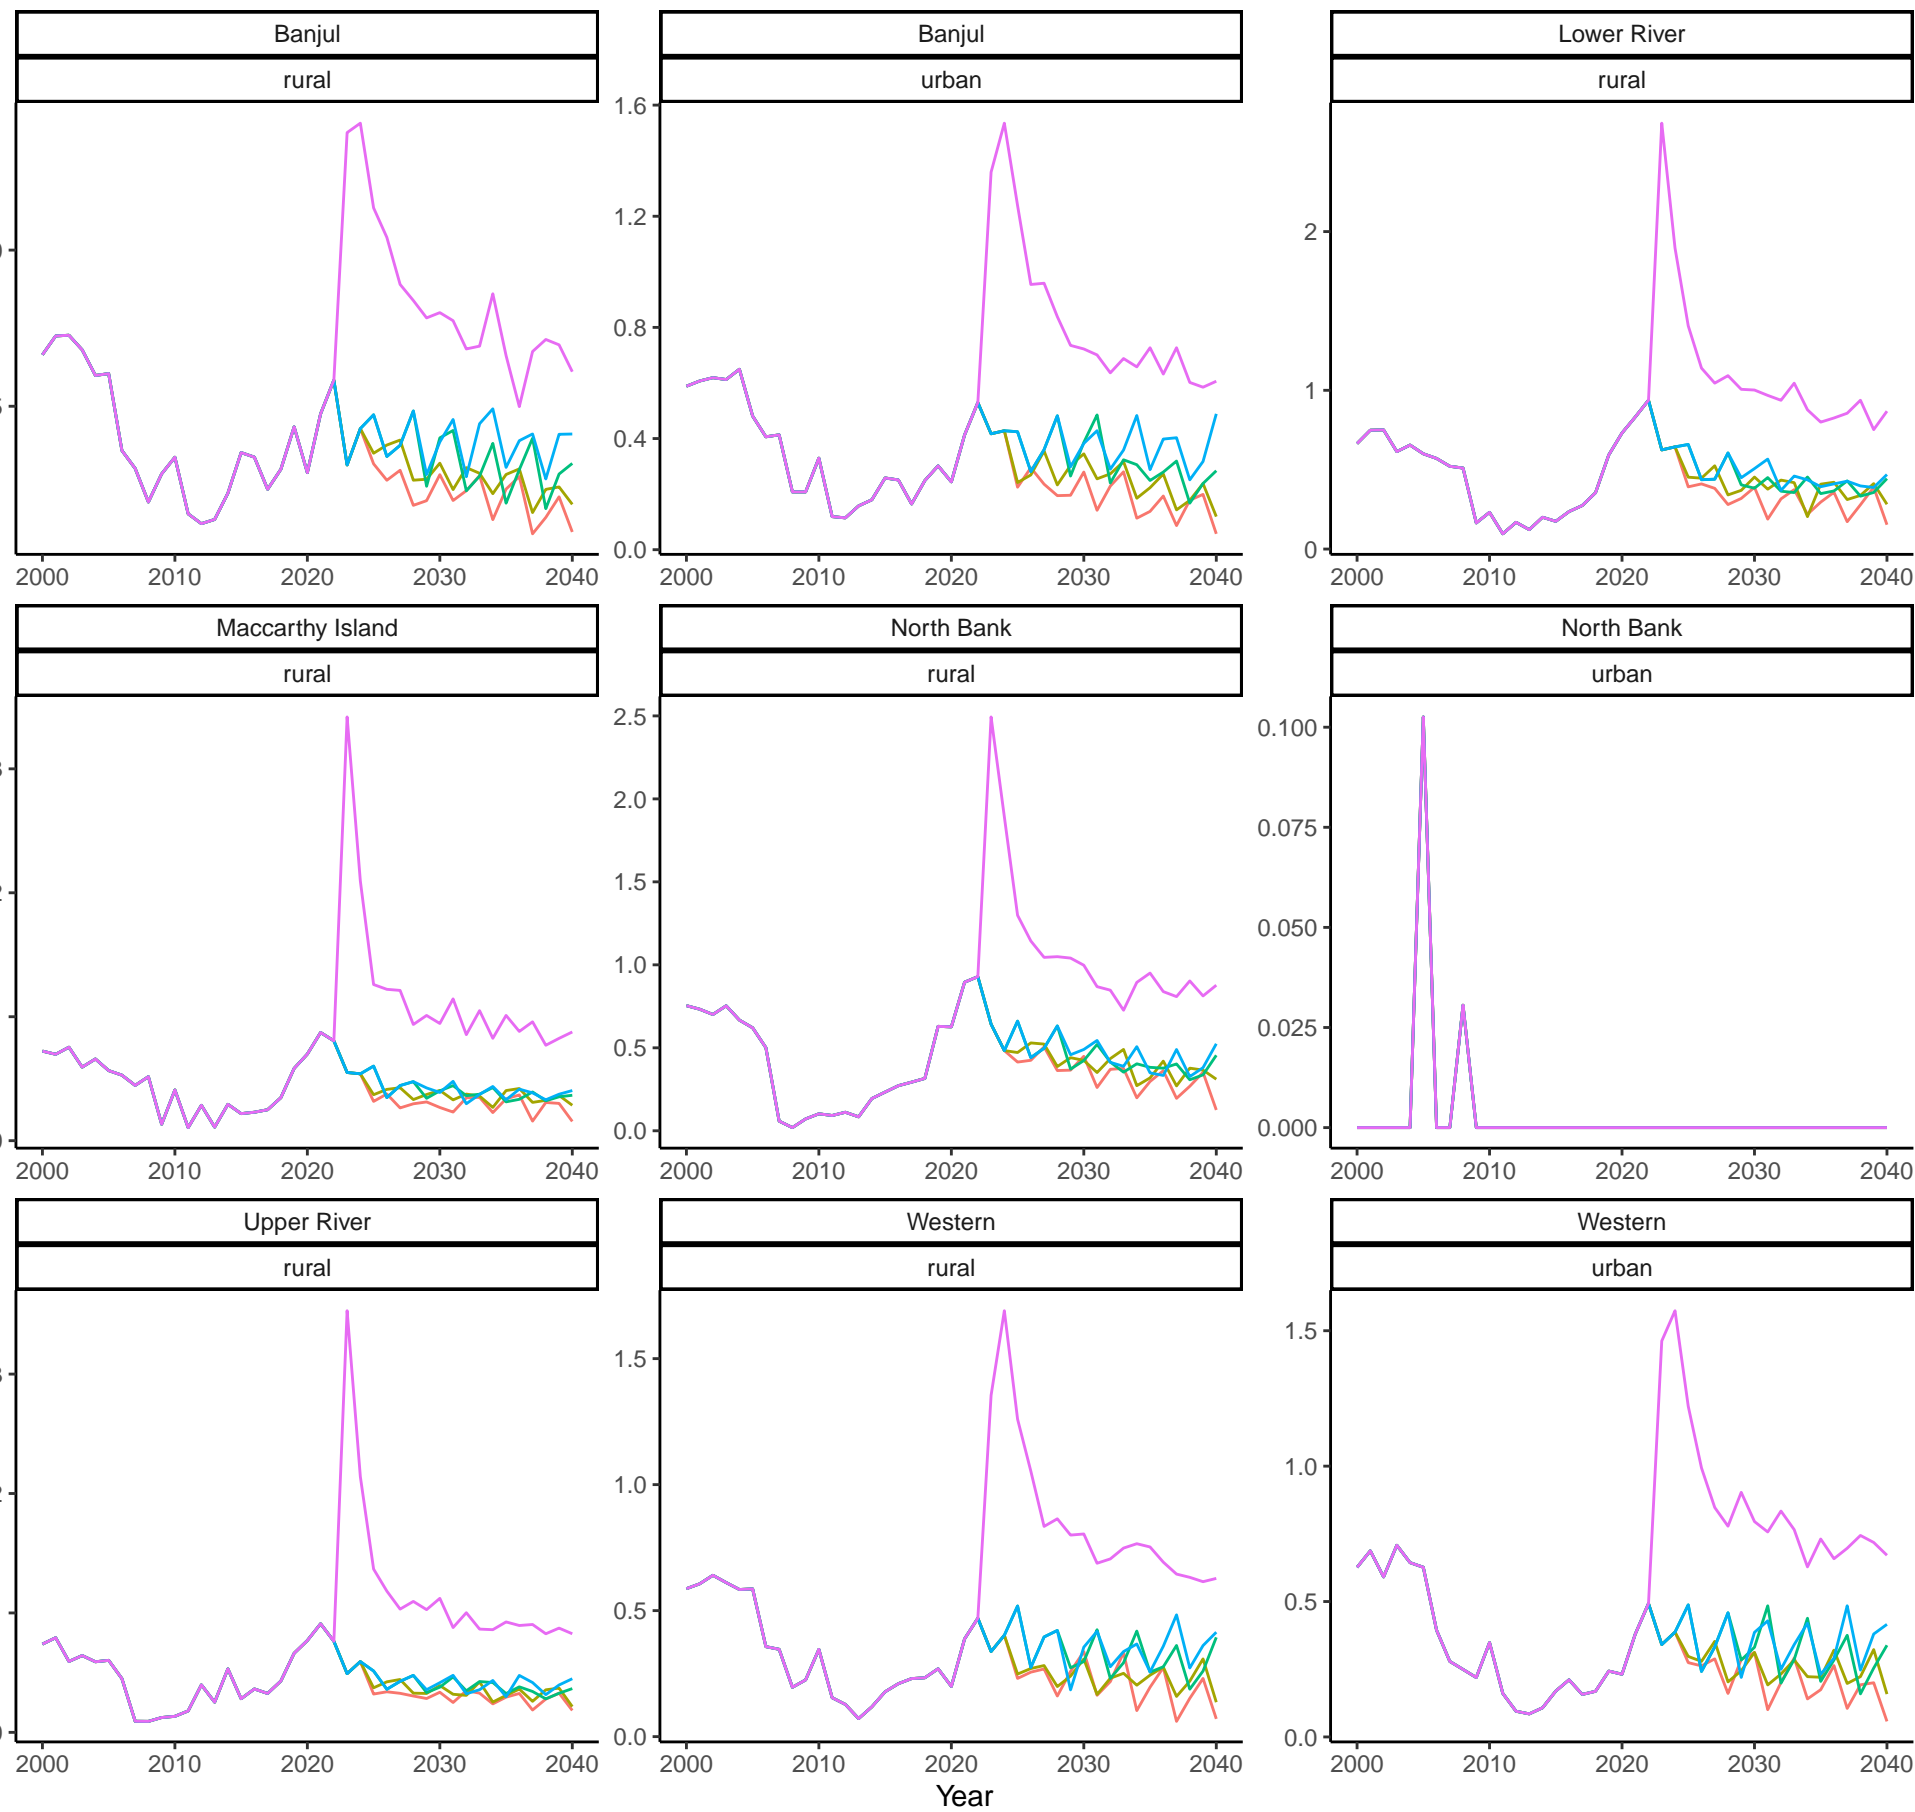 Banjul
rural
2000 2010 2020 2030 2040
Banjul
urban
1.6
1.2
0.8
0.4
0.0
2000 2010 2020 2030 2040
Lower River
rural
2
1
0
2000 2010 2020 2030 2040
Maccarthy Island
rural
2000 2010 2020 2030 2040
North Bank
rural
2.5
2.0
1.5
1.0
0.5
0.0
2000 2010 2020 2030 2040
North Bank
urban
0.100
0.075
0.050
0.025
0.000
2000 2010 2020 2030 2040
Upper River
rural
2000 2010 2020 2030 2040
Western
rural
1.5
1.0
0.5
0.0
2000 2010 2020 2030 2040
Western
urban
1.5
1.0
0.5
0.0
2000 2010 2020 2030 2040
Year